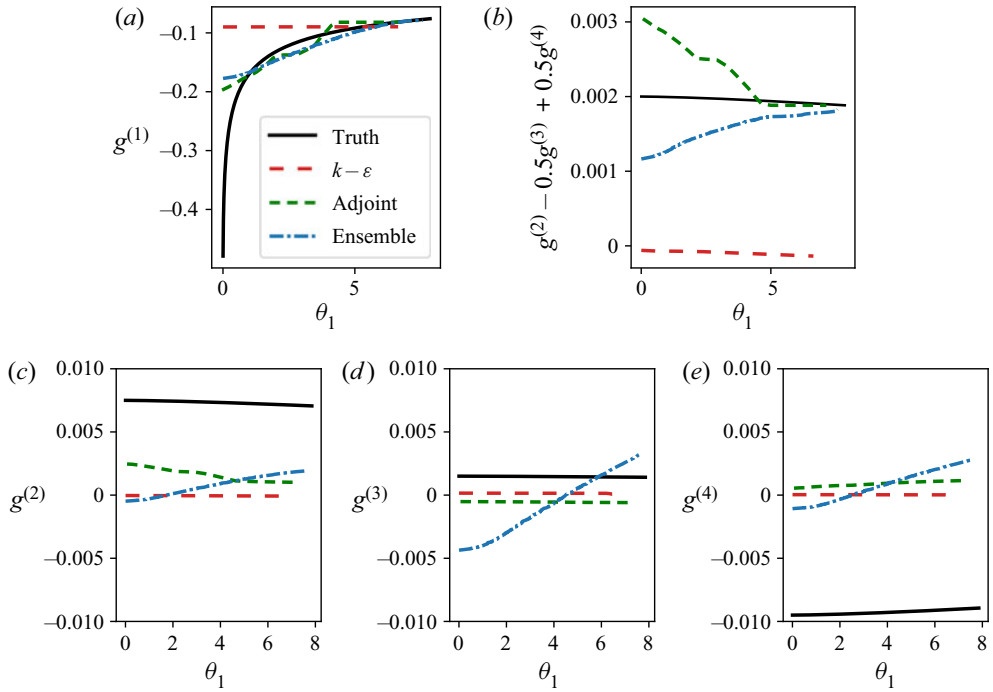 (a)
−0.1
−0.2
−0.3
−0.4
g(1)
0
5
θ1
Truth
k − ε
Adjoint
Ensemble
(b)
0.003
0.002
0.001
0
g(2) − 0.5g(3) + 0.5g(4)
0
5
θ1
(c)
0.010
0.005
0
−0.005
−0.010
g(2)
0 2 4 6 8
θ1
(d)
0.010
0.005
0
−0.005
−0.010
g(3)
0 2 4 6 8
θ1
(e)
0.010
0.005
0
−0.005
−0.010
g(4)
0 2 4 6 8
θ1